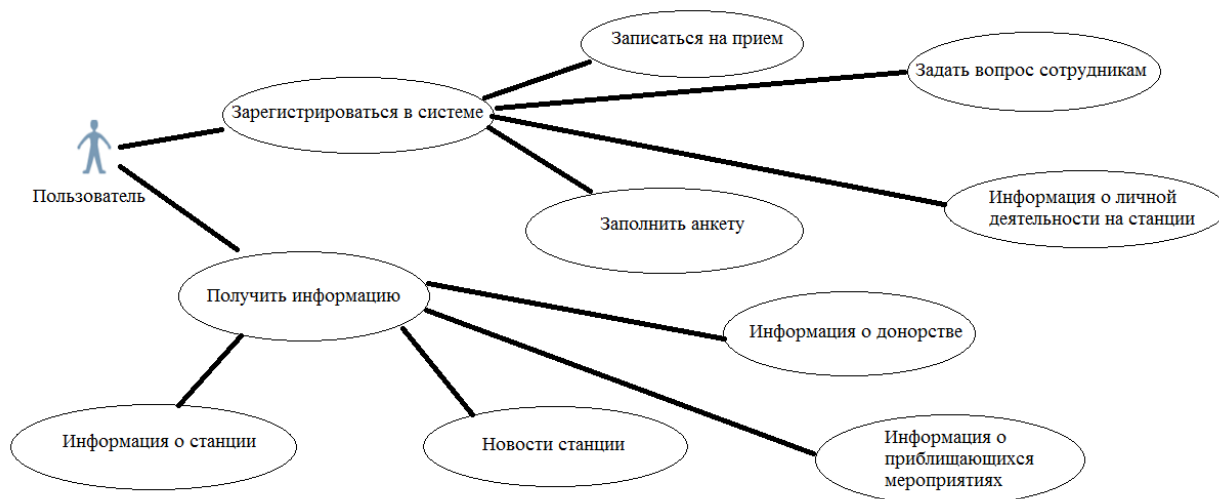 Записаться на прием
Задать вопрос сотрудникам
Зарегистрироваться в системе
Пользователь
Информация о личной
деятельности на станции
Заполнить анкету
Получить информацию
Информация о донорстве
Информация о станции
Новости станции
Информация о
приблищающихся
мероприятиях